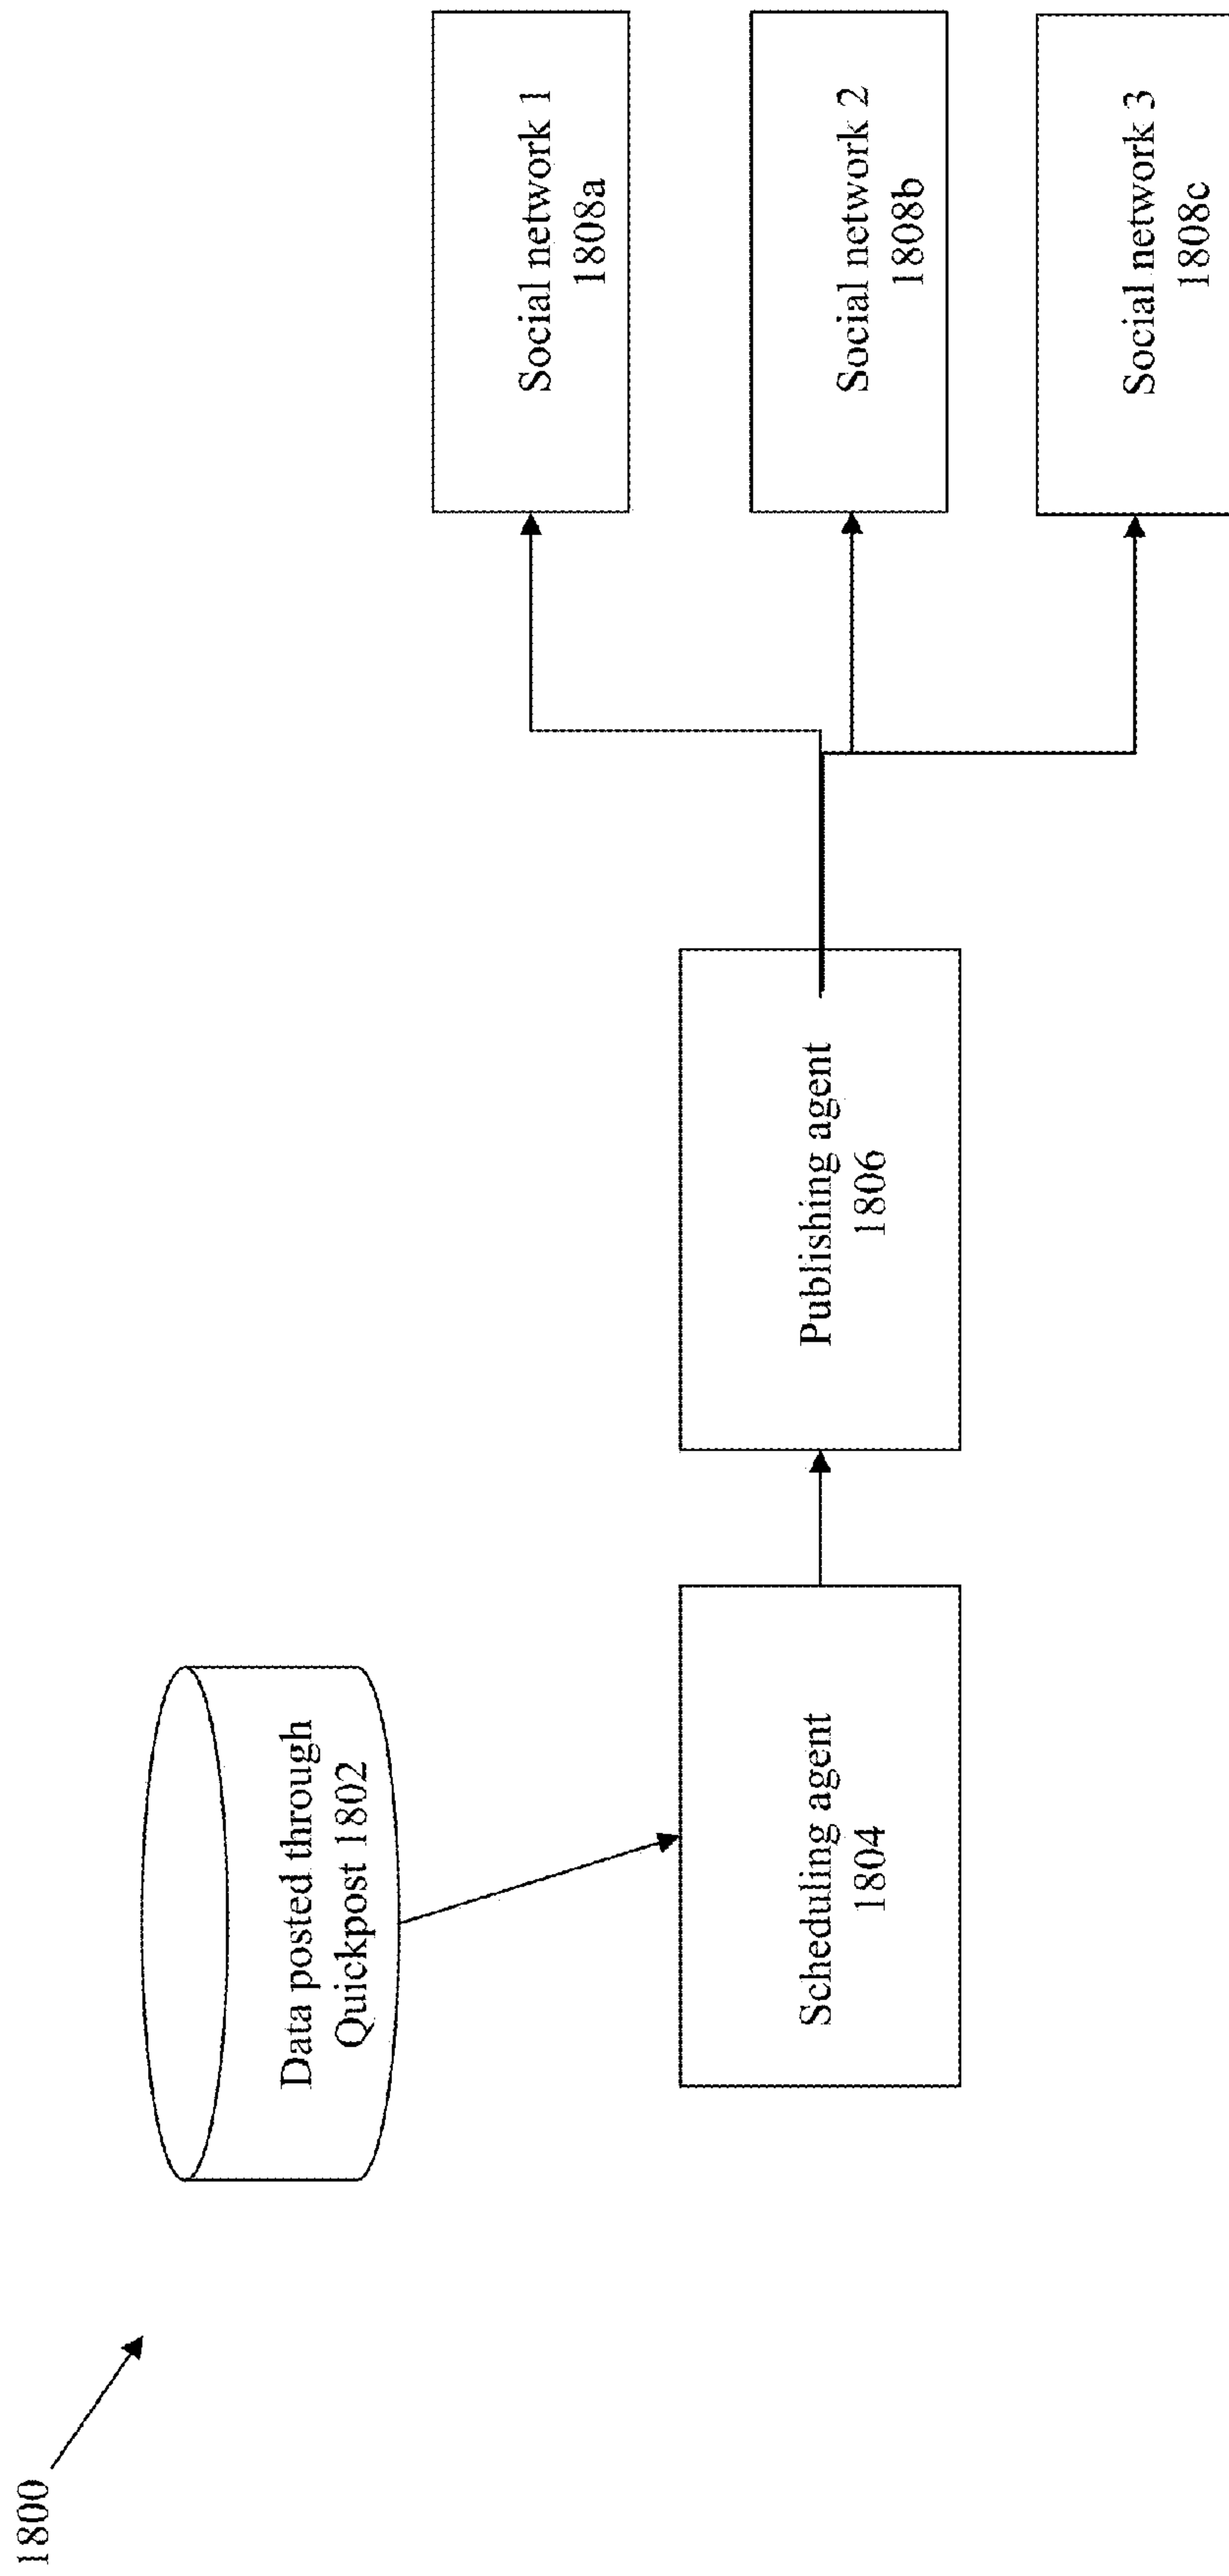 1800
Data posted through
Quickpost 1802
Scheduling agent
1804
Publishing agent
1806
Social network 1
1808a
Social network 2
1808b
Social network 3
1808c